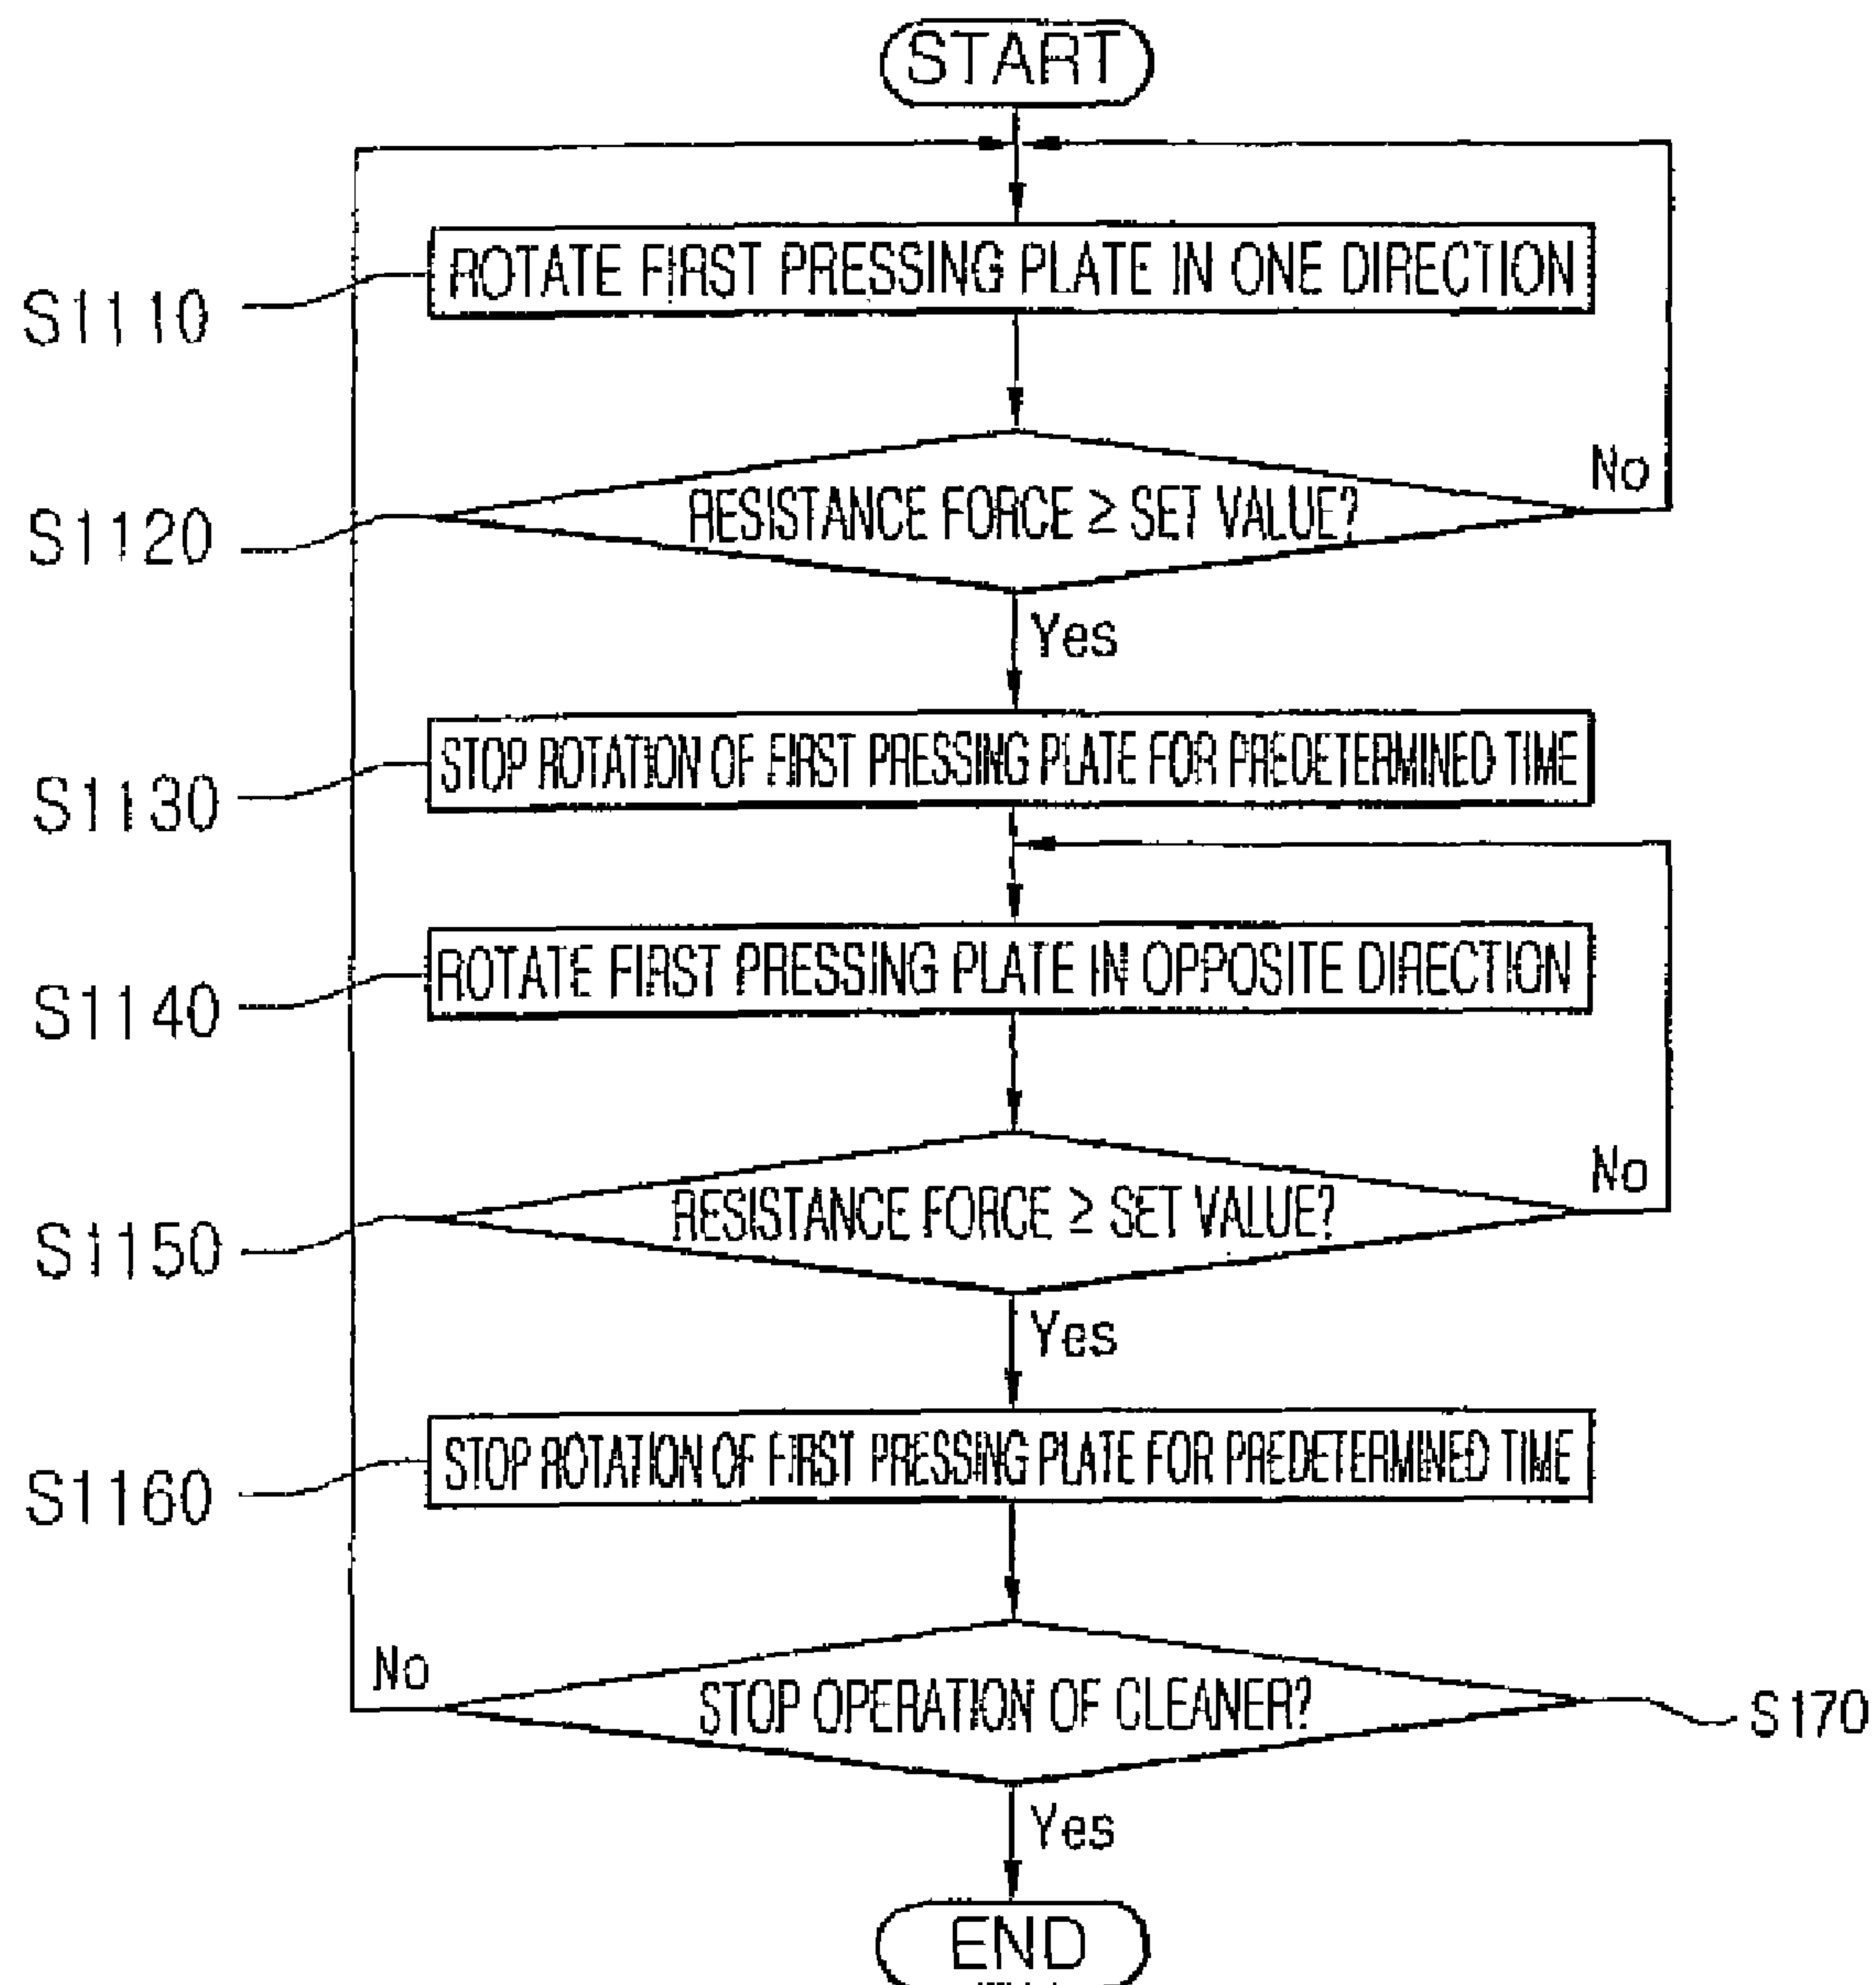 START
S1110
ROTATE FIRST PRESSING PLATE IN ONE DIRECTION
S1120
RESISTANCE FORCE ≥ SET VALUE?
No
Yes
S1130
STOP ROTATION OF FIRST PRESSING PLATE FOR PREDETERMINED TIME
S1140
ROTATE FIRST PRESSING PLATE IN OPPOSITE DIRECTION
S1150
RESISTANCE FORCE ≥ SET VALUE?
No
Yes
S1160
STOP ROTATION OF FIRST PRESSING PLATE FOR PREDETERMINED TIME
No
STOP OPERATION OF CLEANER?
S170
Yes
END